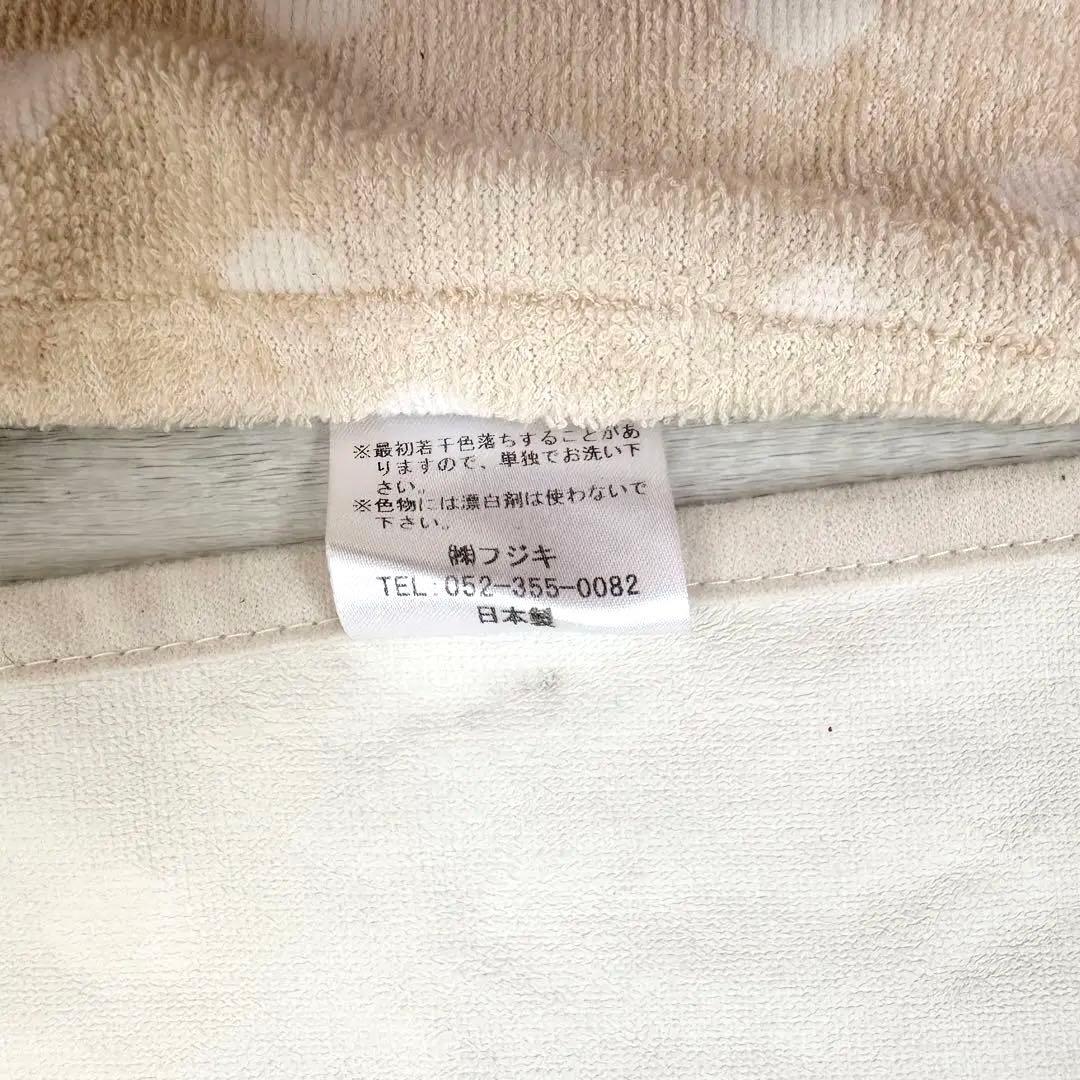 ※最初若干色落ちすることがあ
りますので、単独でお洗い下
さい。
※色物には漂白剤は使わないで
下さい。
㈱フジキ
TEL:052-355-0082
日本製